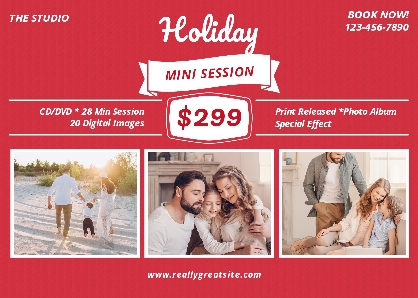 THE STUDIO
BOOK NOW!
123-456-7890
Holiday
MINI SESSION
CD/DVD * 28 Min Session
20 Digital Images
$299
Print Released *Photo Album
Special Effect
www.reallygreatsite.com